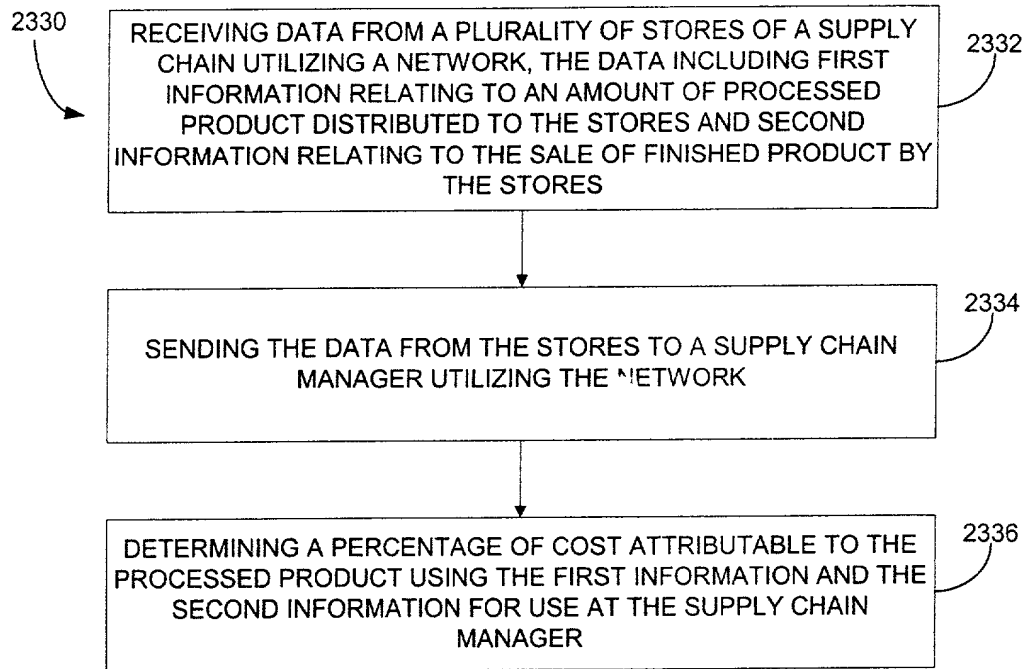 2330
RECEIVING DATA FROM A PLURALITY OF STORES OF A SUPPLY
CHAIN UTILIZING A NETWORK, THE DATA INCLUDING FIRST
INFORMATION RELATING TO AN AMOUNT OF PROCESSED
PRODUCT DISTRIBUTED TO THE STORES AND SECOND
INFORMATION RELATING TO THE SALE OF FINISHED PRODUCT BY
THE STORES
2332
SENDING THE DATA FROM THE STORES TO A SUPPLY CHAIN
MANAGER UTILIZING THE NETWORK
2334
DETERMINING A PERCENTAGE OF COST ATTRIBUTABLE TO THE
PROCESSED PRODUCT USING THE FIRST INFORMATION AND THE
SECOND INFORMATION FOR USE AT THE SUPPLY CHAIN
MANAGER
2336